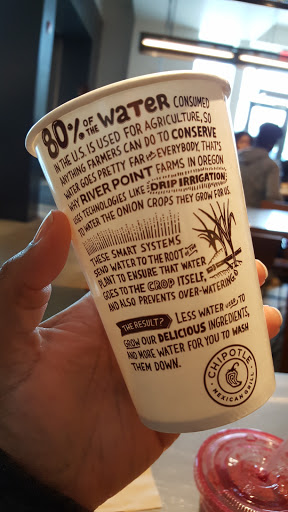 80% OF THE WATER CONSUMED
IN THE U.S. IS USED FOR AGRICULTURE, SO
ANYTHING FARMERS CAN DO TO CONSERVE
WATER GOES PRETTY FAR FOR EVERYBODY. THAT'S
WHY RIVER POINT FARMS IN OREGON
USES TECHNOLOGIES LIKE DRIP IRRIGATION
TO WATER THE ONION CROPS THEY GROW FOR US.
THESE SMART SYSTEMS
SEND WATER TO THE ROOT OF THE
PLANT TO ENSURE THAT WATER
GOES TO THE CROP ITSELF,
AND ALSO PREVENTS OVER-WATERING.
THE RESULT? LESS WATER USED TO
GROW OUR DELICIOUS INGREDIENTS,
AND MORE WATER FOR YOU TO WASH
THEM DOWN.
CHIPOTLE
MEXICAN GRILL